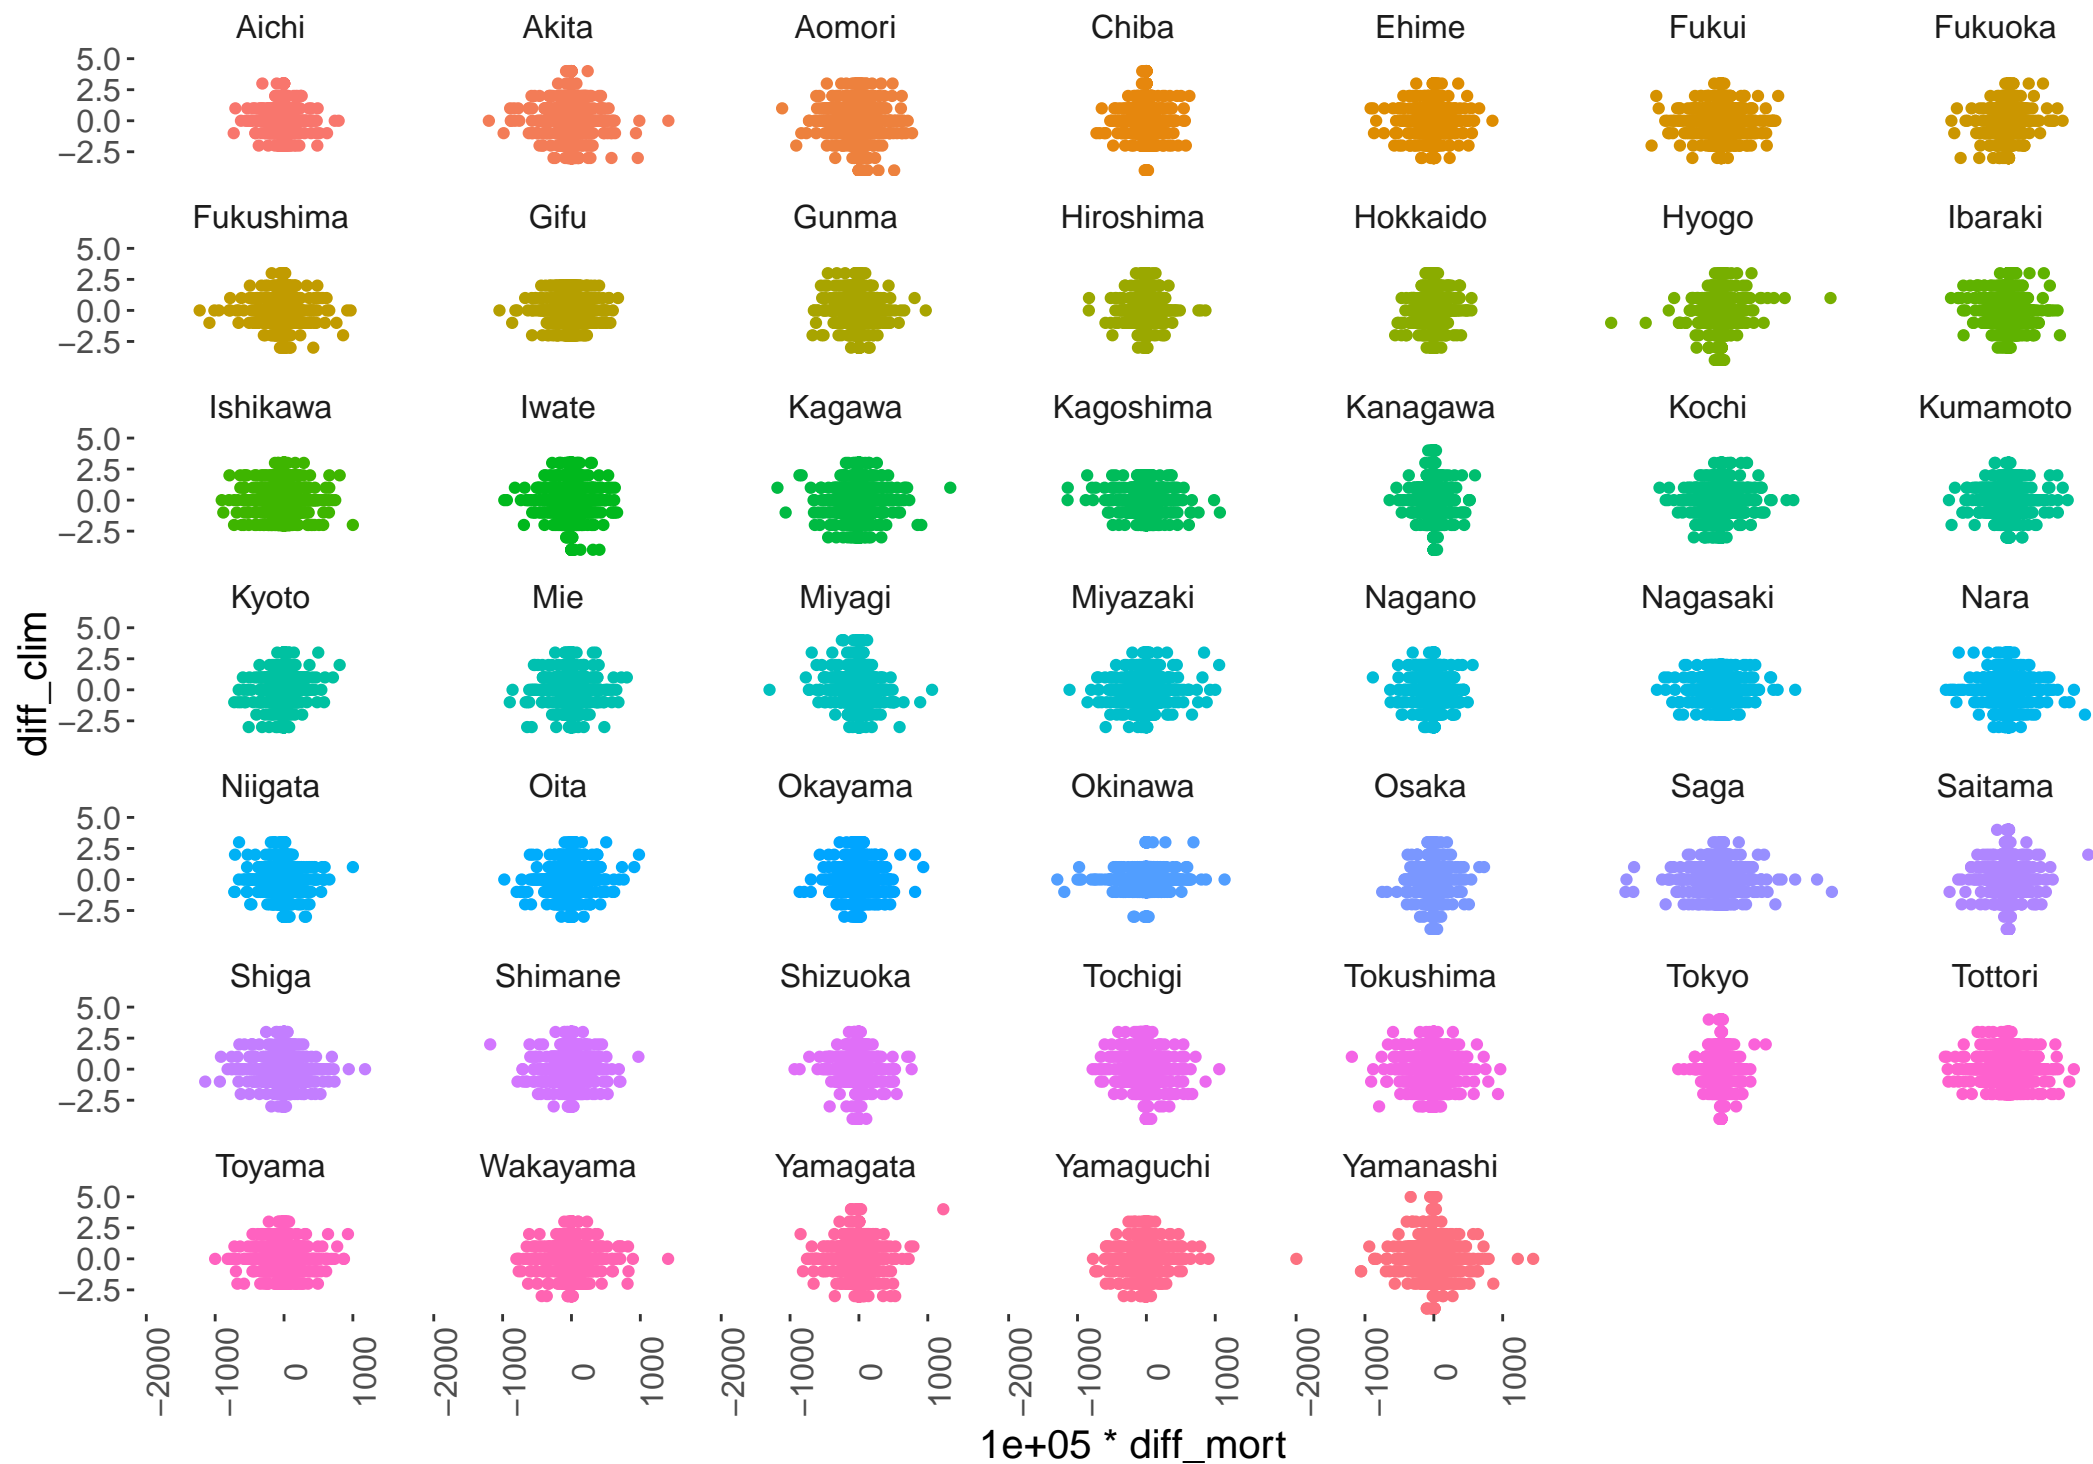 Aichi Akita Aomori Chiba Ehime Fukui Fukuoka
5.0
2.5
0.0
−2.5
Fukushima Gifu Gunma Hiroshima Hokkaido Hyogo Ibaraki
5.0
2.5
0.0
−2.5
Ishikawa Iwate Kagawa Kagoshima Kanagawa Kochi Kumamoto
5.0
2.5
0.0
−2.5
Kyoto Mie Miyagi Miyazaki Nagano Nagasaki Nara
5.0
2.5
0.0
−2.5
diff_clim
Niigata Oita Okayama Okinawa Osaka Saga Saitama
5.0
2.5
0.0
−2.5
Shiga Shimane Shizuoka Tochigi Tokushima Tokyo Tottori
5.0
2.5
0.0
−2.5
Toyama Wakayama Yamagata Yamaguchi Yamanashi
5.0
2.5
0.0
−2.5
−2000 −1000 0 1000 −2000 −1000 0 1000 −2000 −1000 0 1000 −2000 −1000 0 1000 −2000 −1000 0 1000
1e+05 * diff_mort